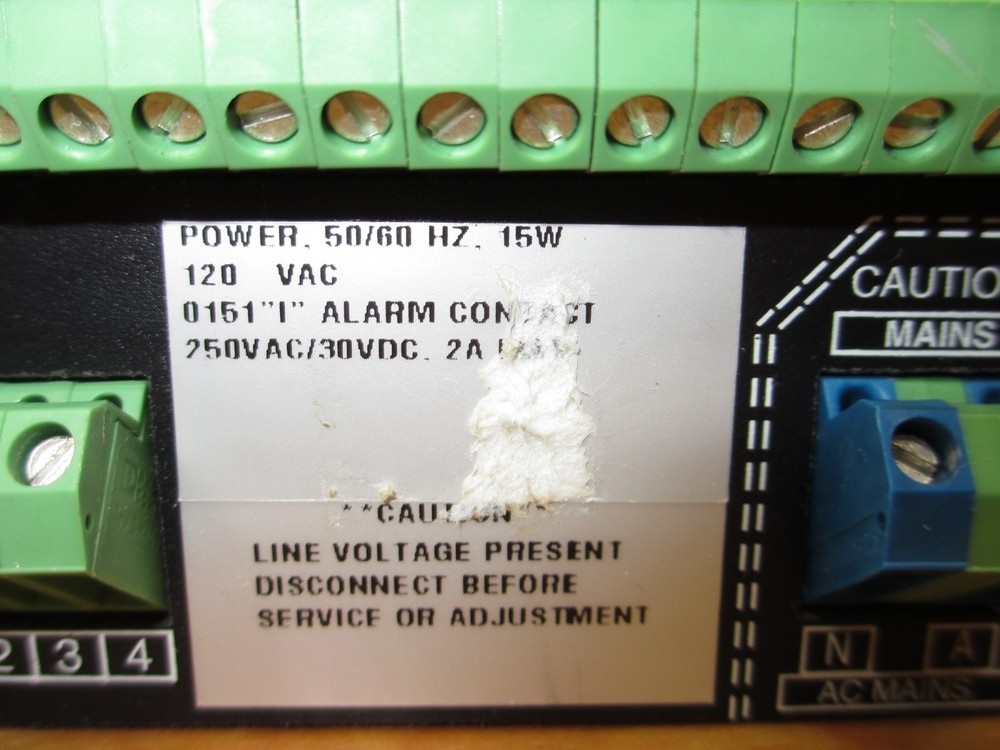 POWER, 50/60 HZ, 15W
120 VAC
0151"I" ALARM CONTACT
250VAC/30VDC, 2A
**CAUTION
LINE VOLTAGE PRESENT
DISCONNECT BEFORE
SERVICE OR ADJUSTMENT
CAUTIO
MAINS
2 3 4
N A
AC MAINS